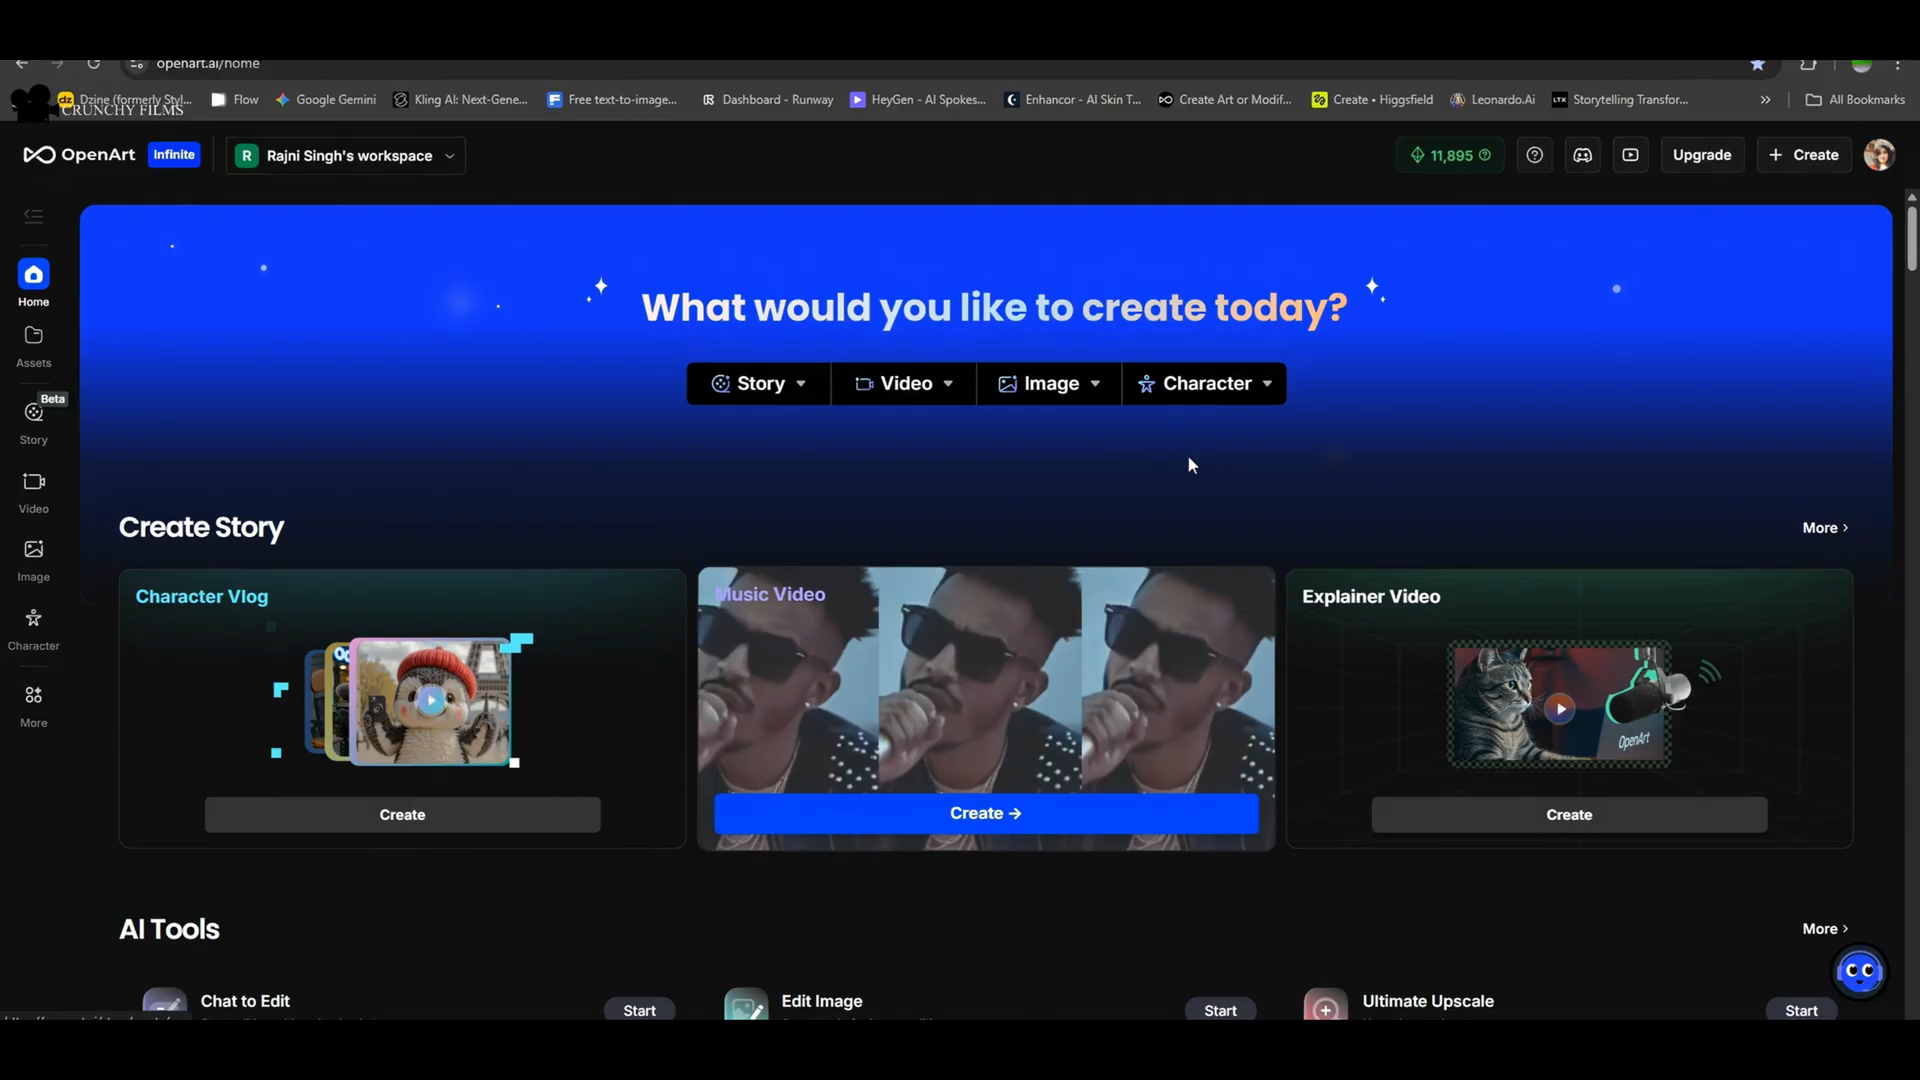 openart.ai/home
CRUNCHY FILMS
dz Dzine (formerly Styl...
Flow
Google Gemini
Kling AI: Next-Gene...
Free text-to-image...
Dashboard - Runway
HeyGen - AI Spokes...
Enhancor - AI Skin T...
Create Art or Modif...
Create • Higgsfield
Leonardo.Ai
LTX Storytelling Transfor...
» All Bookmarks
OpenArt Infinite
R Rajni Singh's workspace
11,895
Upgrade
+ Create
Home
Assets
Beta
Story
Video
Image
Character
More
What would you like to create today?
Story
Video
Image
Character
Create Story
More >
Character Vlog
Create
Music Video
Create →
Explainer Video
OpenArt
Create
AI Tools
More >
Chat to Edit
Start
Edit Image
Start
Ultimate Upscale
Start